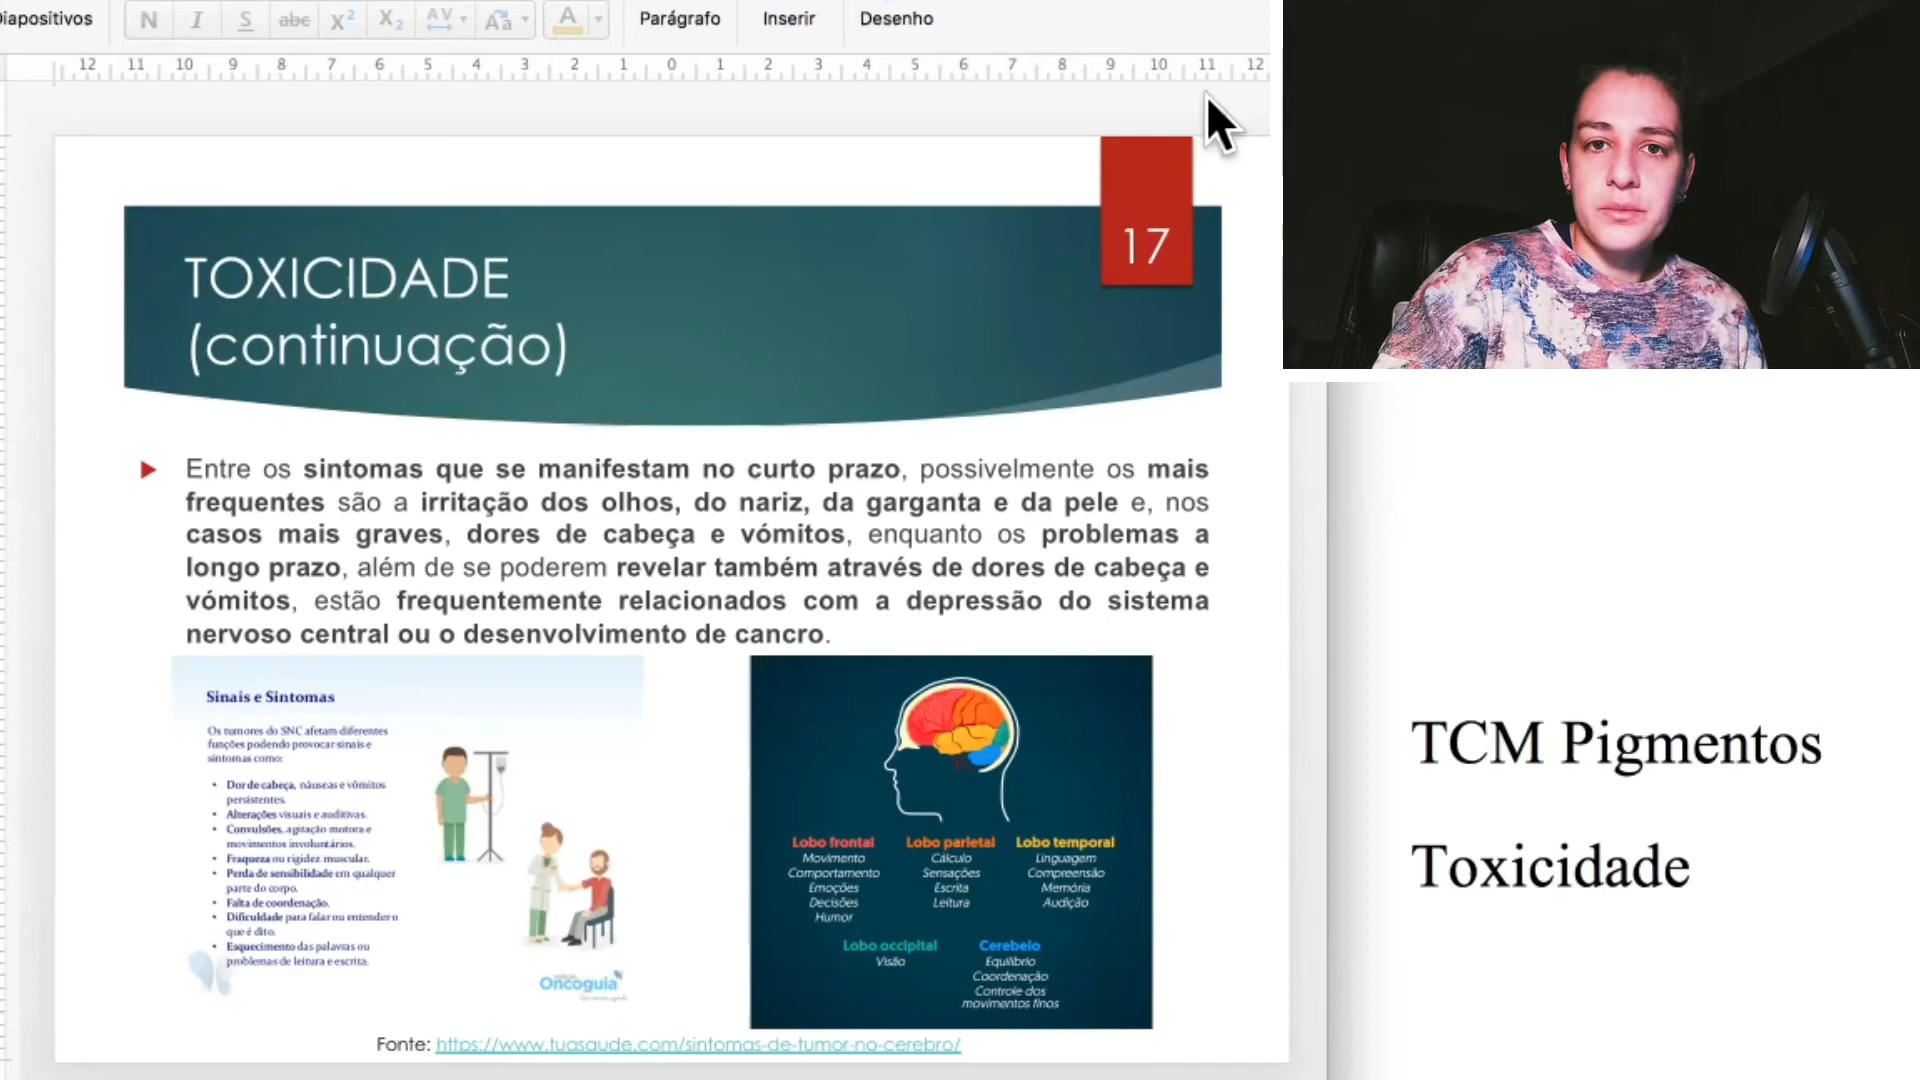 Diapositivos N I S abc X² X₂ AV Aa A Parágrafo Inserir Desenho
12 11 10 9 8 7 6 5 4 3 2 1 0 1 2 3 4 5 6 7 8 9 10 11 12
17
TOXICIDADE
(continuação)
Entre os sintomas que se manifestam no curto prazo, possivelmente os mais
frequentes são a irritação dos olhos, do nariz, da garganta e da pele e, nos
casos mais graves, dores de cabeça e vómitos, enquanto os problemas a
longo prazo, além de se poderem revelar também através de dores de cabeça e
vómitos, estão frequentemente relacionados com a depressão do sistema
nervoso central ou o desenvolvimento de cancro.
Sinais e Sintomas
Os tumores do SNC afetam diferentes
funções podendo provocar sinais e
sintomas como:
• Dor de cabeça, náuseas e vômitos
persistentes.
• Alterações visuais e auditivas.
• Convulsões, agitação motora e
movimentos involuntários.
• Fraqueza ou rigidez muscular.
• Perda de sensibilidade em qualquer
parte do corpo.
• Falta de coordenação.
• Dificuldade para falar ou entender o
que é dito.
• Esquecimento das palavras ou
problemas de leitura e escrita.
Oncoguia
Lobo frontal
Movimento
Comportamento
Emoções
Decisões
Humor
Lobo parietal
Cálculo
Sensações
Escrita
Leitura
Lobo temporal
Linguagem
Compreensão
Memória
Audição
Lobo occipital
Visão
Cerebelo
Equilíbrio
Coordenação
Controle dos
movimentos finos
Fonte: https://www.tuasaude.com/sintomas-de-tumor-no-cerebro/
TCM Pigmentos
Toxicidade